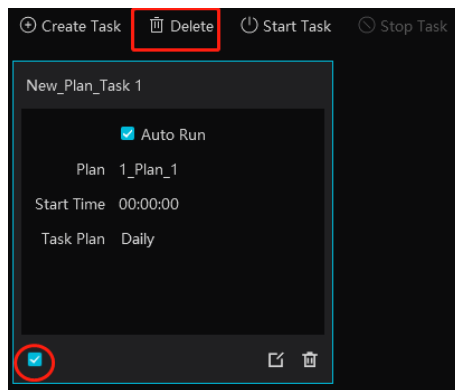 Create Task Delete Start Task Stop Task
New_Plan_Task 1
Auto Run
Plan 1_Plan_1
Start Time 00:00:00
Task Plan Daily